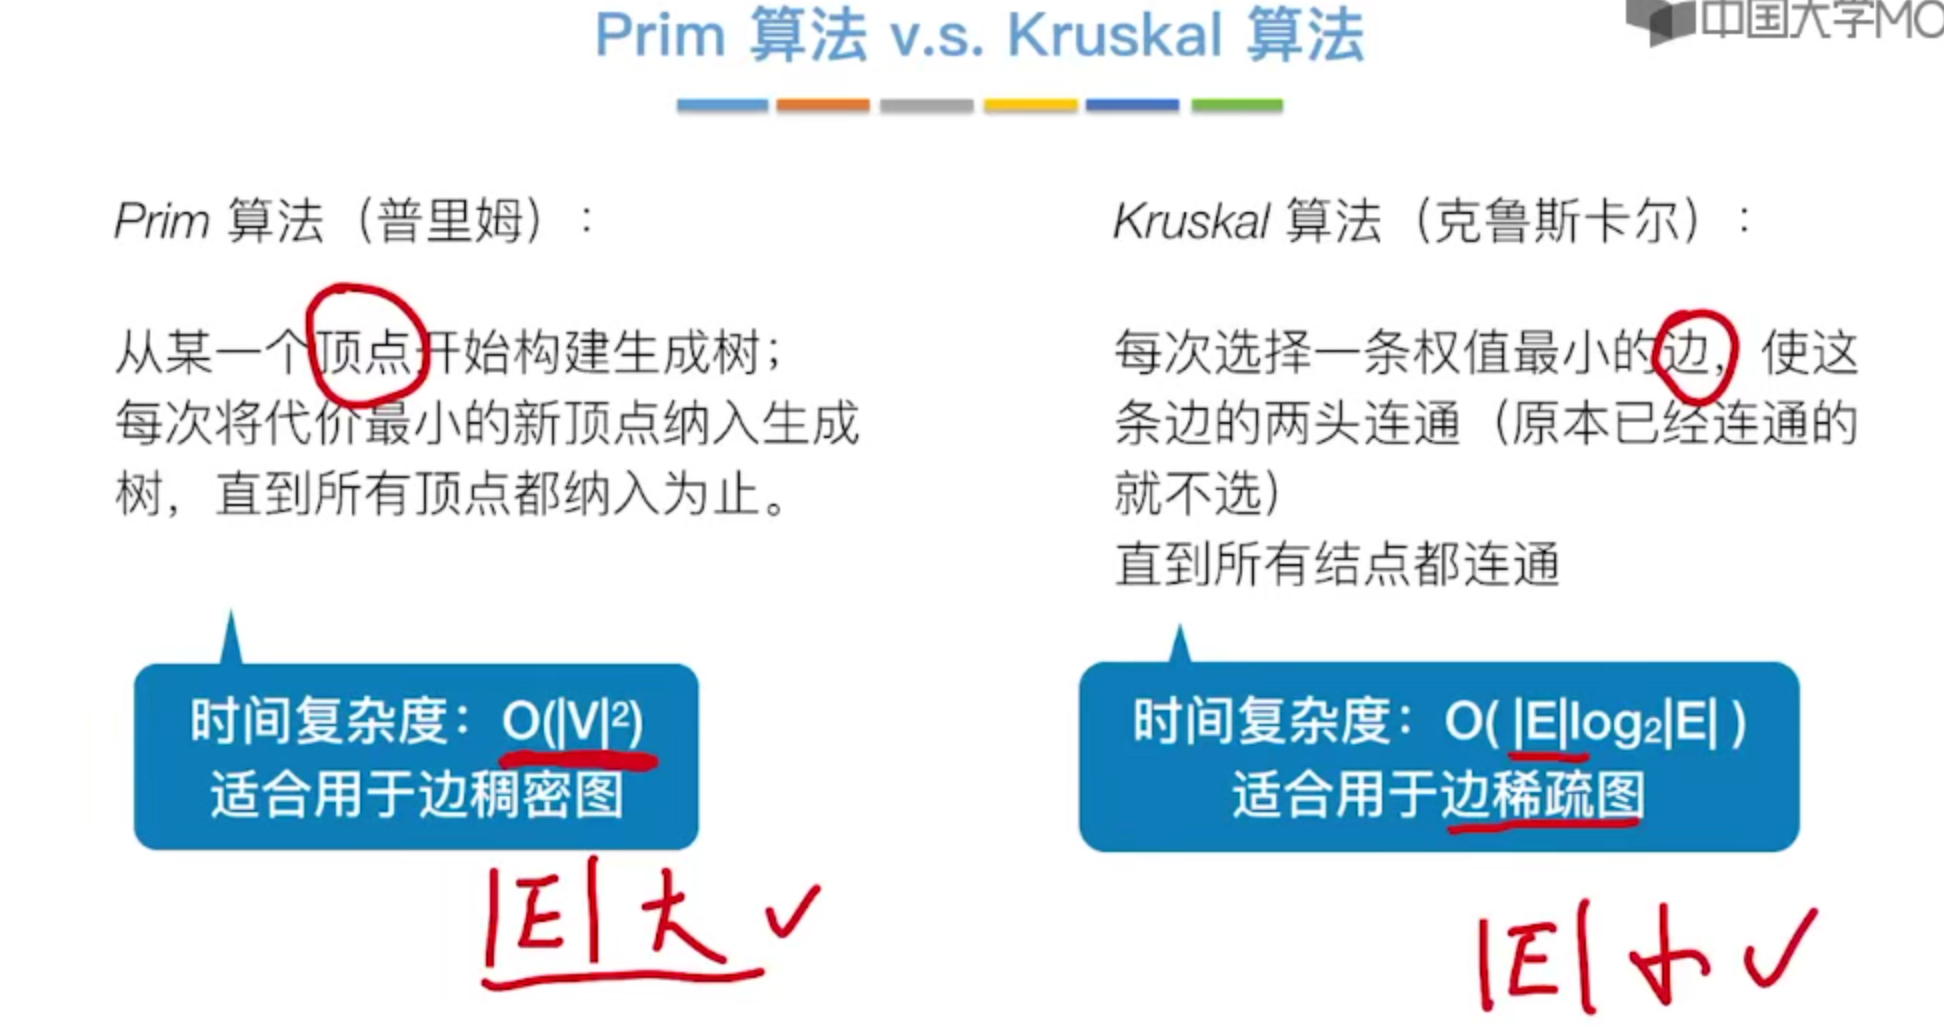 Prim 算法 v.s. Kruskal 算法
中国大学MO
Prim 算法（普里姆）：
从某一个顶点开始构建生成树；
每次将代价最小的新顶点纳入生成
树，直到所有顶点都纳入为止。
时间复杂度：O(|V|²)
适合用于边稠密图
|E| 大 ✓
Kruskal 算法（克鲁斯卡尔）：
每次选择一条权值最小的边，使这
条边的两头连通（原本已经连通的
就不选）
直到所有结点都连通
时间复杂度：O( |E|log₂|E| )
适合用于边稀疏图
|E| 小 ✓